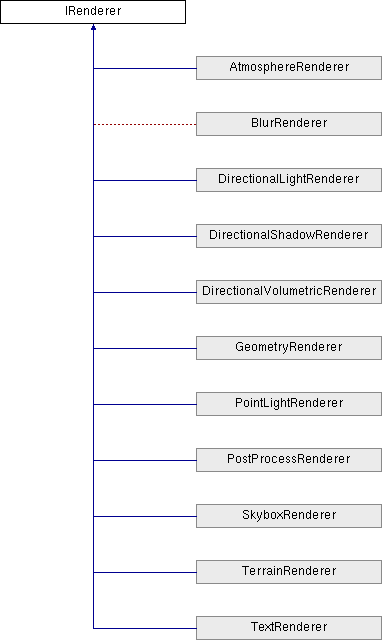 IRenderer
AtmosphereRenderer
BlurRenderer
DirectionalLightRenderer
DirectionalShadowRenderer
DirectionalVolumetricRenderer
GeometryRenderer
PointLightRenderer
PostProcessRenderer
SkyboxRenderer
TerrainRenderer
TextRenderer